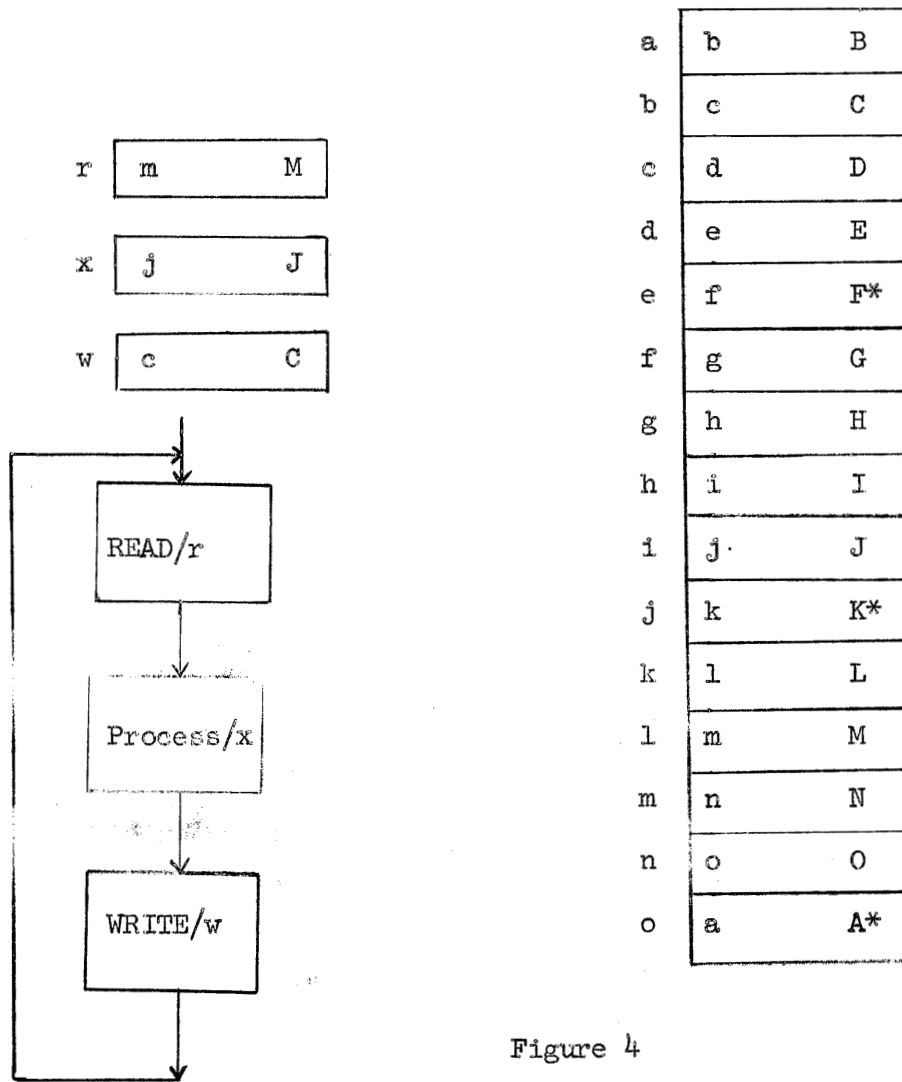 r m M
x j J
w c C
READ/r
Process/x
WRITE/w
a b B
b c C
c d D
d e E
e f F*
f g G
g h H
h i I
i j J
j k K*
k l L
l m M
m n N
n o O
o a A*
Figure 4